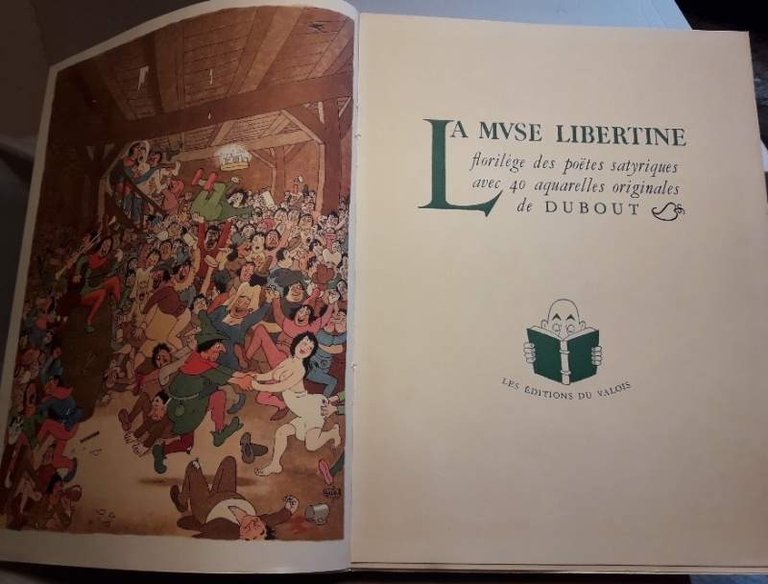 LA MVSE LIBERTINE
florilège des poëtes satyriques
avec 40 aquarelles originales
de DUBOUT
LES ÉDITIONS DU VALOIS